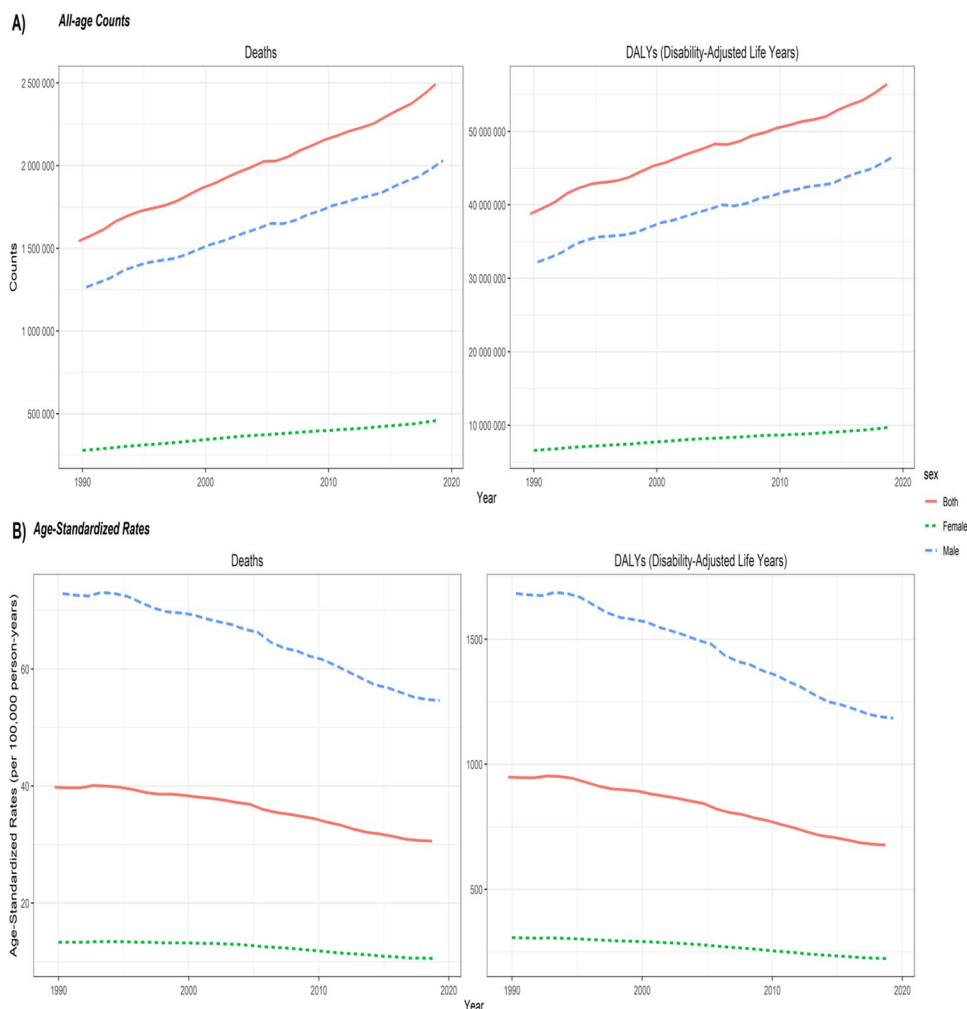 A) All-age Counts
Deaths
DALYs (Disability-Adjusted Life Years)
Counts
2 500 000
2 000 000
1 500 000
1 000 000
500 000
1990 2000 2010 2020
50 000 000
40 000 000
30 000 000
20 000 000
10 000 000
1990 2000 2010 2020
Year
sex
Both
Female
Male
B) Age-Standardized Rates
Deaths
DALYs (Disability-Adjusted Life Years)
Age-Standardized Rates (per 100,000 person-years)
60
40
20
1990 2000 2010 2020
1500
1000
500
1990 2000 2010 2020
Year